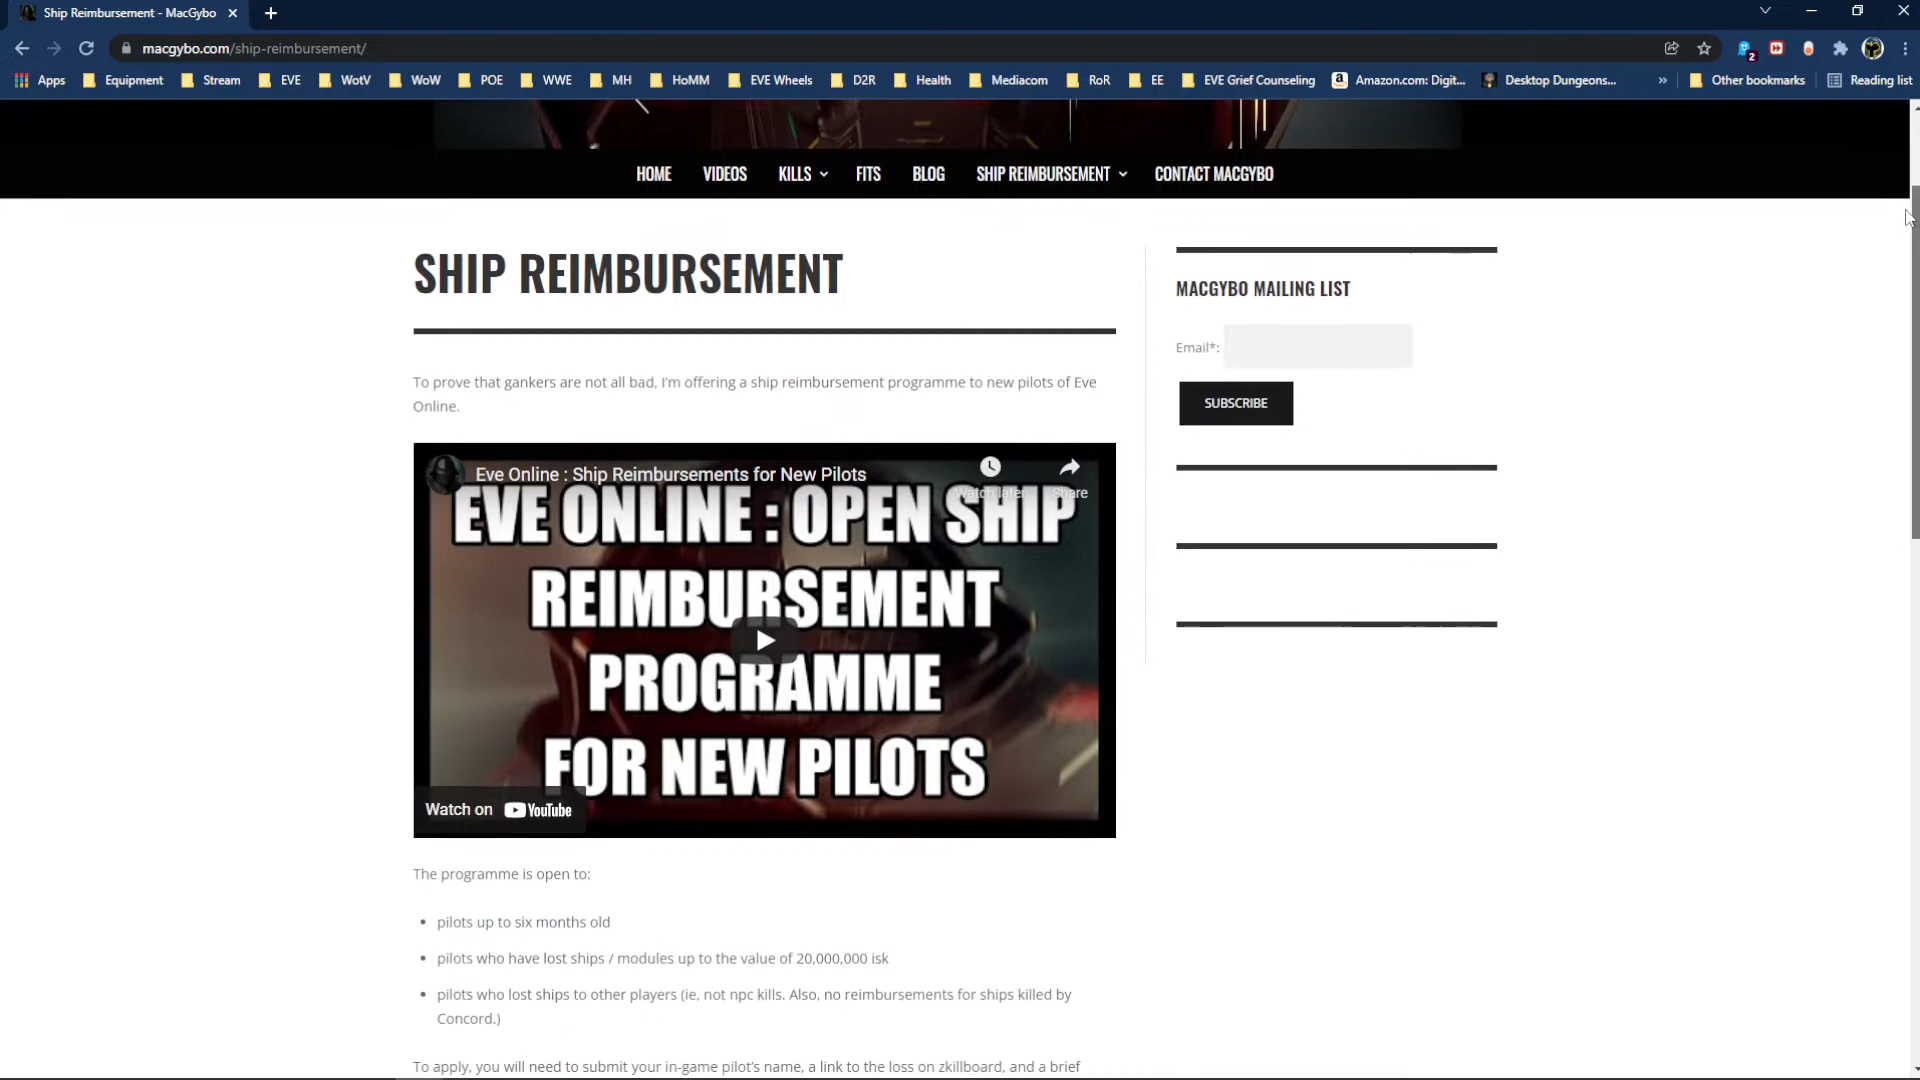 Ship Reimbursement - MacGybo
macgybo.com/ship-reimbursement/
2
Apps Equipment Stream EVE WotV WoW POE WWE MH HoMM EVE Wheels D2R Health Mediacom RoR EE EVE Grief Counseling Amazon.com: Digit... Desktop Dungeons... » Other bookmarks Reading list
HOME VIDEOS KILLS FITS BLOG SHIP REIMBURSEMENT CONTACT MACGYBO
SHIP REIMBURSEMENT
To prove that gankers are not all bad, I'm offering a ship reimbursement programme to new pilots of Eve
Online.
Eve Online : Ship Reimbursements for New Pilots
Watch later Share
EVE ONLINE : OPEN SHIP
REIMBURSEMENT
PROGRAMME
FOR NEW PILOTS
Watch on YouTube
The programme is open to:
• pilots up to six months old
• pilots who have lost ships / modules up to the value of 20,000,000 isk
• pilots who lost ships to other players (ie, not npc kills. Also, no reimbursements for ships killed by
Concord.)
To apply, you will need to submit your in-game pilot's name, a link to the loss on zkillboard, and a brief
MACGYBO MAILING LIST
Email*:
SUBSCRIBE